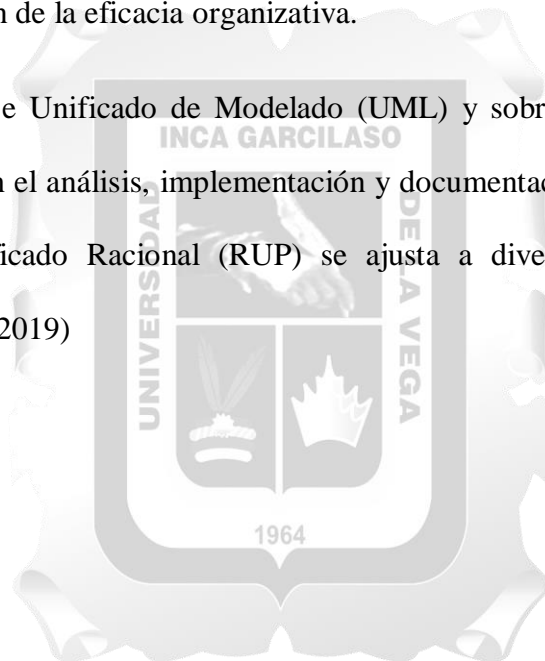 n de la eficacia organizativa.
e Unificado de Modelado (UML) y sobr
INCA GARCILASO
n el análisis, implementación y documentac
ficado Racional (RUP) se ajusta a dive
2019)
UNIVERSIDAD
DE LA VEGA
1964